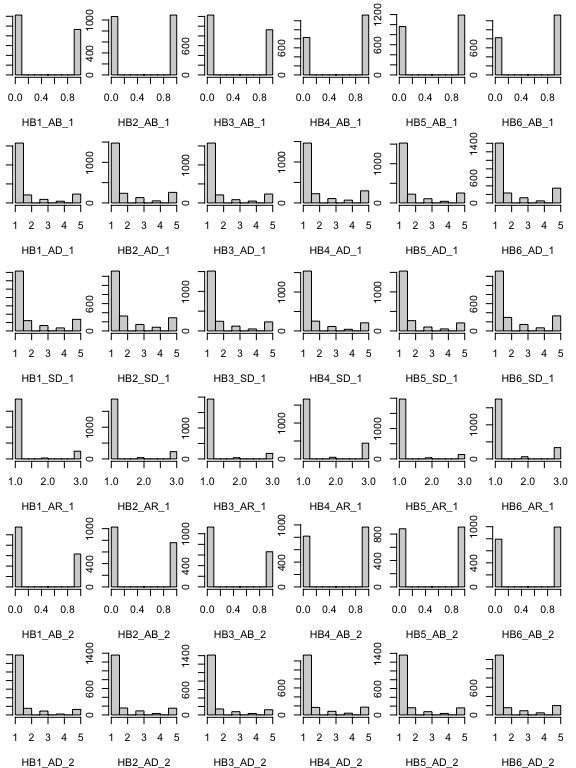 0 400 1000
0 600
0 600
0 600
0 600 1200
0 600
0.0 0.4 0.8 0.0 0.4 0.8 0.0 0.4 0.8 0.0 0.4 0.8 0.0 0.4 0.8 0.0 0.4 0.8
HB1_AB_1 HB2_AB_1 HB3_AB_1 HB4_AB_1 HB5_AB_1 HB6_AB_1
0 1000 0 1000 0 1000 0 1000 0 600 1400
1 2 3 4 5 1 2 3 4 5 1 2 3 4 5 1 2 3 4 5 1 2 3 4 5 1 2 3 4 5
HB1_AD_1 HB2_AD_1 HB3_AD_1 HB4_AD_1 HB5_AD_1 HB6_AD_1
0 600 0 1000 0 1000 0 1000 0 600
1 2 3 4 5 1 2 3 4 5 1 2 3 4 5 1 2 3 4 5 1 2 3 4 5 1 2 3 4 5
HB1_SD_1 HB2_SD_1 HB3_SD_1 HB4_SD_1 HB5_SD_1 HB6_SD_1
0 1000 0 1000 0 1000 0 1000 0 1000
1.0 2.0 3.0 1.0 2.0 3.0 1.0 2.0 3.0 1.0 2.0 3.0 1.0 2.0 3.0 1.0 2.0 3.0
HB1_AR_1 HB2_AR_1 HB3_AR_1 HB4_AR_1 HB5_AR_1 HB6_AR_1
0 400 1000 0 400 0 400 1000 0 400 800 0 400 1000
0.0 0.4 0.8 0.0 0.4 0.8 0.0 0.4 0.8 0.0 0.4 0.8 0.0 0.4 0.8 0.0 0.4 0.8
HB1_AB_2 HB2_AB_2 HB3_AB_2 HB4_AB_2 HB5_AB_2 HB6_AB_2
0 600 1400 0 600 1400 0 600 0 600 1400 0 600
1 2 3 4 5 1 2 3 4 5 1 2 3 4 5 1 2 3 4 5 1 2 3 4 5 1 2 3 4 5
HB1_AD_2 HB2_AD_2 HB3_AD_2 HB4_AD_2 HB5_AD_2 HB6_AD_2